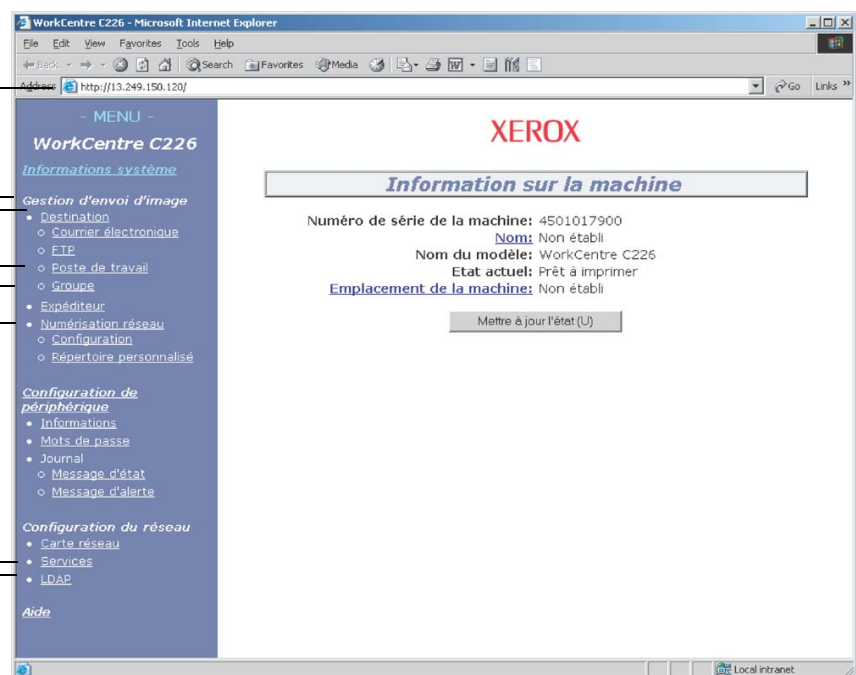 WorkCentre C226 - Microsoft Internet Explorer
File Edit View Favorites Tools Help
Back Search Favorites Media
Address http://13.249.150.120/ Go Links »
- MENU -
WorkCentre C226
Informations système
Gestion d'envoi d'image
Destination
Courrier électronique
FTP
Poste de travail
Groupe
Expéditeur
Numérisation réseau
Configuration
Répertoire personnalisé
Configuration de
périphérique
Informations
Mots de passe
Journal
Message d'état
Message d'alerte
Configuration du réseau
Carte réseau
Services
LDAP
Aide
XEROX
Information sur la machine
Numéro de série de la machine: 4501017900
Nom: Non établi
Nom du modèle: WorkCentre C226
Etat actuel: Prêt à imprimer
Emplacement de la machine: Non établi
Mettre à jour l'état (U)
Local intranet